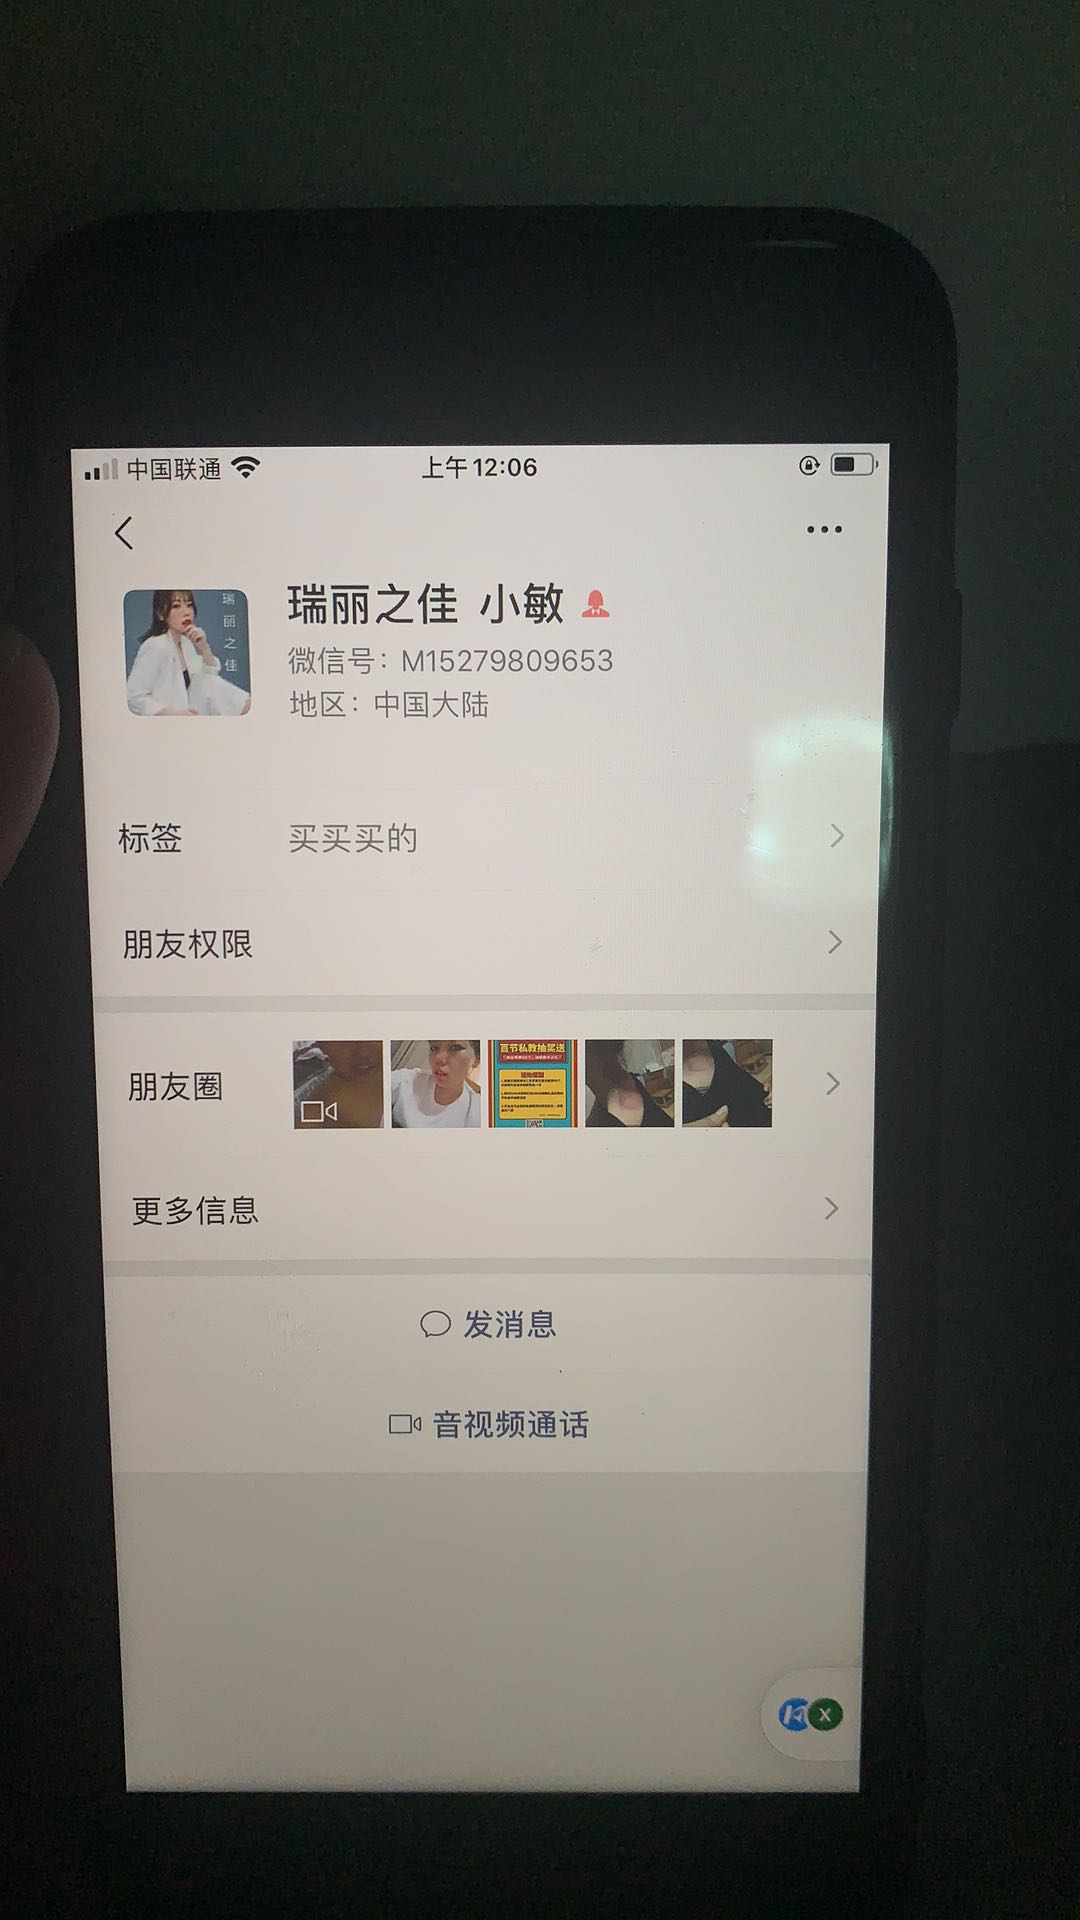 中国联通
上午12:06
瑞丽之佳
瑞丽之佳 小敏
微信号：M15279809653
地区：中国大陆
标签 买买买的
朋友权限
朋友圈
百节私教抽奖送
更多信息
发消息
音视频通话
X